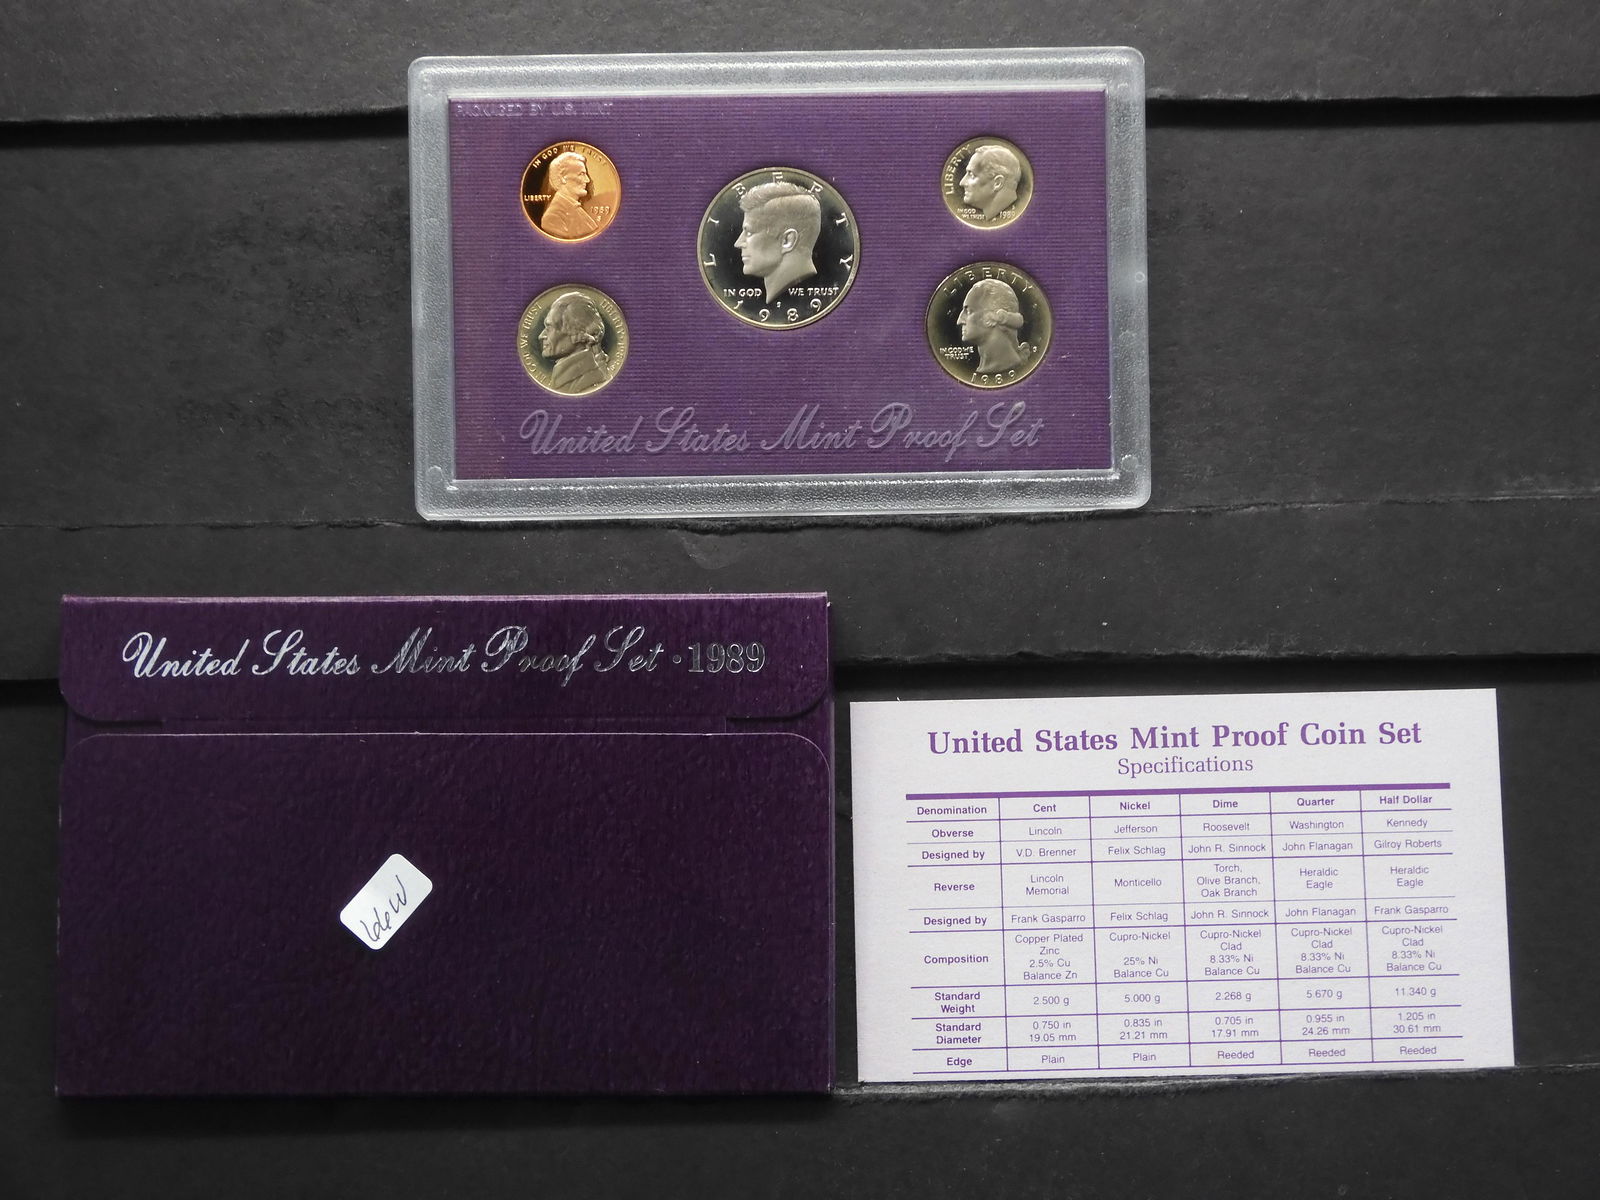 PACKAGED BY U.S. MINT
IN GOD WE TRUST
LIBERTY
1989
S
LIBERTY
IN GOD WE TRUST
1989
S
LIBERTY
IN GOD
WE TRUST
1989
IN GOD WE TRUST
LIBERTY
LIBERTY
IN GOD WE
TRUST
S
1989
United States Mint Proof Set
United States Mint Proof Set · 1989
United States Mint Proof Coin Set
Specifications
Denomination Cent Nickel Dime Quarter Half Dollar
Obverse Lincoln Jefferson Roosevelt Washington Kennedy
Designed by V.D. Brenner Felix Schlag John R. Sinnock John Flanagan Gilroy Roberts
Reverse Lincoln Memorial Monticello Torch, Olive Branch, Oak Branch Heraldic Eagle Heraldic Eagle
Designed by Frank Gasparro Felix Schlag John R. Sinnock John Flanagan Frank Gasparro
Composition Copper Plated Zinc 2.5% Cu Balance Zn Cupro-Nickel 25% Ni Balance Cu Cupro-Nickel Clad 8.33% Ni Balance Cu Cupro-Nickel Clad 8.33% Ni Balance Cu Cupro-Nickel Clad 8.33% Ni Balance Cu
Standard Weight 2.500 g 5.000 g 2.268 g 5.670 g 11.340 g
Standard Diameter 0.750 in 19.05 mm 0.835 in 21.21 mm 0.705 in 17.91 mm 0.955 in 24.26 mm 1.205 in 30.61 mm
Edge Plain Plain Reeded Reeded Reeded